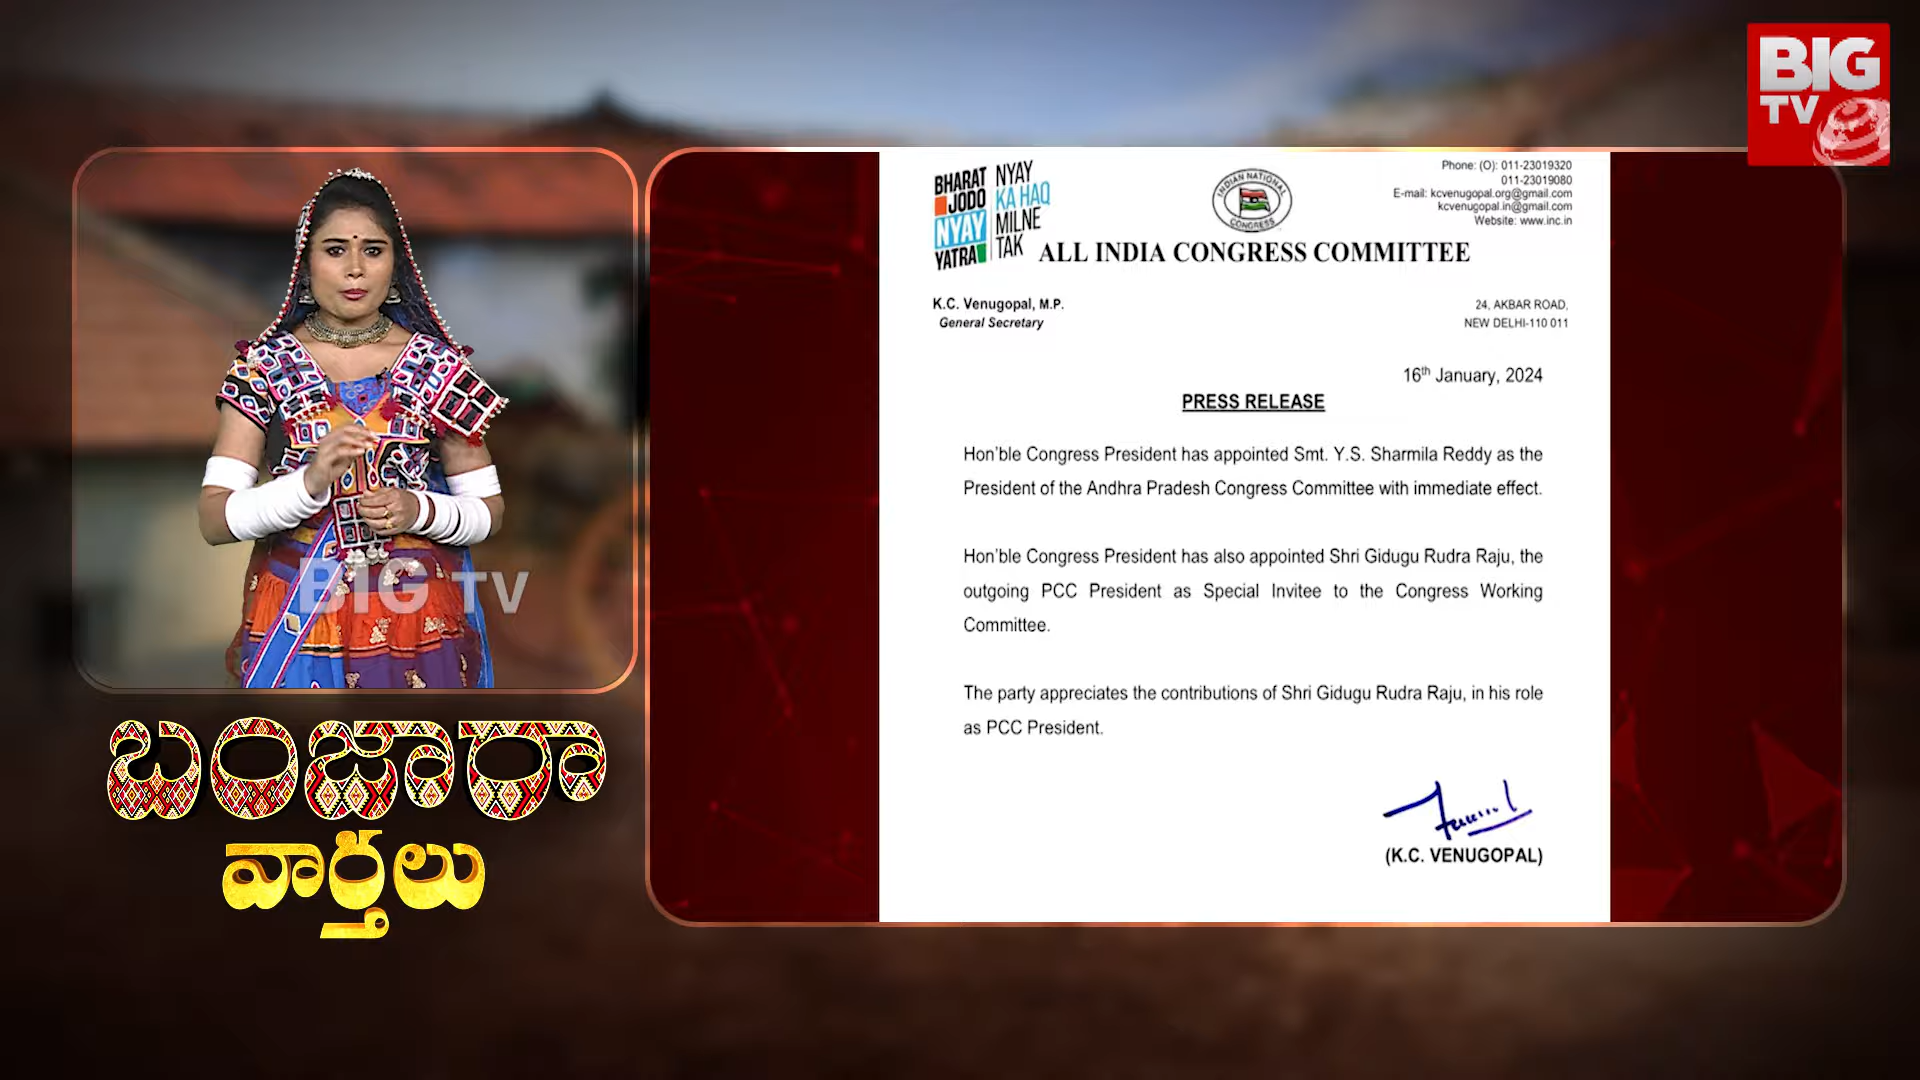 BIG
TV
BHARAT
JODO
NYAY
YATRA
NYAY
KA HAQ
MILNE
TAK
INDIAN NATIONAL
CONGRESS
Phone: (O): 011-23019320
011-23019080
E-mail: kcvenugopal.org@gmail.com
kcvenugopal.in@gmail.com
Website: www.inc.in
ALL INDIA CONGRESS COMMITTEE
K.C. Venugopal, M.P.
General Secretary
24, AKBAR ROAD,
NEW DELHI-110 011
16th January, 2024
PRESS RELEASE
Hon'ble Congress President has appointed Smt. Y.S. Sharmila Reddy as the
President of the Andhra Pradesh Congress Committee with immediate effect.
Hon'ble Congress President has also appointed Shri Gidugu Rudra Raju, the
outgoing PCC President as Special Invitee to the Congress Working
Committee.
The party appreciates the contributions of Shri Gidugu Rudra Raju, in his role
as PCC President.
(K.C. VENUGOPAL)
BIG TV
బంజారా
వార్తలు